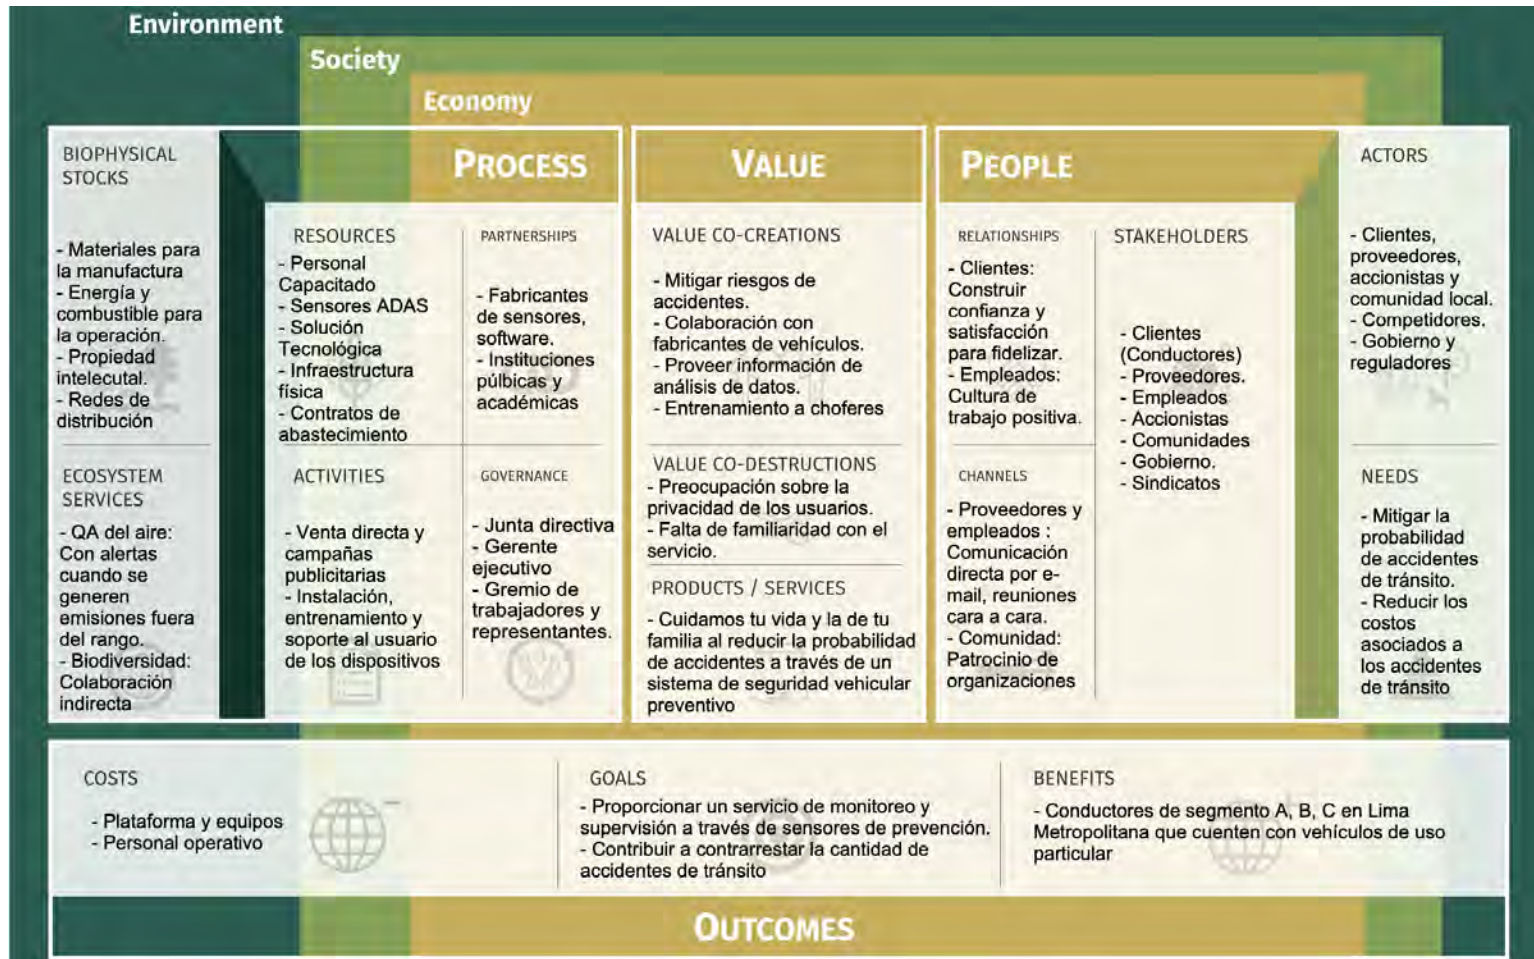 Environment
Society
Economy
BIOPHYSICAL
STOCKS
- Materiales para
la manufactura
- Energía y
combustible para
la operación.
- Propiedad
intelecutal.
- Redes de
distribución
ECOSYSTEM
SERVICES
- QA del aire:
Con alertas
cuando se
generen
emisiones fuera
del rango.
- Biodiversidad:
Colaboración
indirecta
PROCESS
RESOURCES
- Personal
Capacitado
- Sensores ADAS
- Solución
Tecnológica
- Infraestructura
física
- Contratos de
abastecimiento
PARTNERSHIPS
- Fabricantes
de sensores,
software.
- Instituciones
púlbicas y
académicas
ACTIVITIES
- Venta directa y
campañas
publicitarias
- Instalación,
entrenamiento y
soporte al usuario
de los dispositivos
GOVERNANCE
- Junta directiva
- Gerente
ejecutivo
- Gremio de
trabajadores y
representantes.
VALUE
VALUE CO-CREATIONS
- Mitigar riesgos de
accidentes.
- Colaboración con
fabricantes de vehículos.
- Proveer información de
análisis de datos.
- Entrenamiento a choferes
VALUE CO-DESTRUCTIONS
- Preocupación sobre la
privacidad de los usuarios.
- Falta de familiaridad con el
servicio.
PRODUCTS / SERVICES
- Cuidamos tu vida y la de tu
familia al reducir la probabilidad
de accidentes a través de un
sistema de seguridad vehicular
preventivo
PEOPLE
RELATIONSHIPS
- Clientes:
Construir
confianza y
satisfacción
para fidelizar.
- Empleados:
Cultura de
trabajo positiva.
STAKEHOLDERS
- Clientes
(Conductores)
- Proveedores.
- Empleados
- Accionistas
- Comunidades
- Gobierno.
- Sindicatos
CHANNELS
- Proveedores y
empleados :
Comunicación
directa por e-
mail, reuniones
cara a cara.
- Comunidad:
Patrocinio de
organizaciones
ACTORS
- Clientes,
proveedores,
accionistas y
comunidad local.
- Competidores.
- Gobierno y
reguladores
NEEDS
- Mitigar la
probabilidad
de accidentes
de tránsito.
- Reducir los
costos
asociados a
los accidentes
de tránsito
COSTS
- Plataforma y equipos
- Personal operativo
GOALS
- Proporcionar un servicio de monitoreo y
supervisión a través de sensores de prevención.
- Contribuir a contrarrestar la cantidad de
accidentes de tránsito
BENEFITS
- Conductores de segmento A, B, C en Lima
Metropolitana que cuenten con vehículos de uso
particular
OUTCOMES